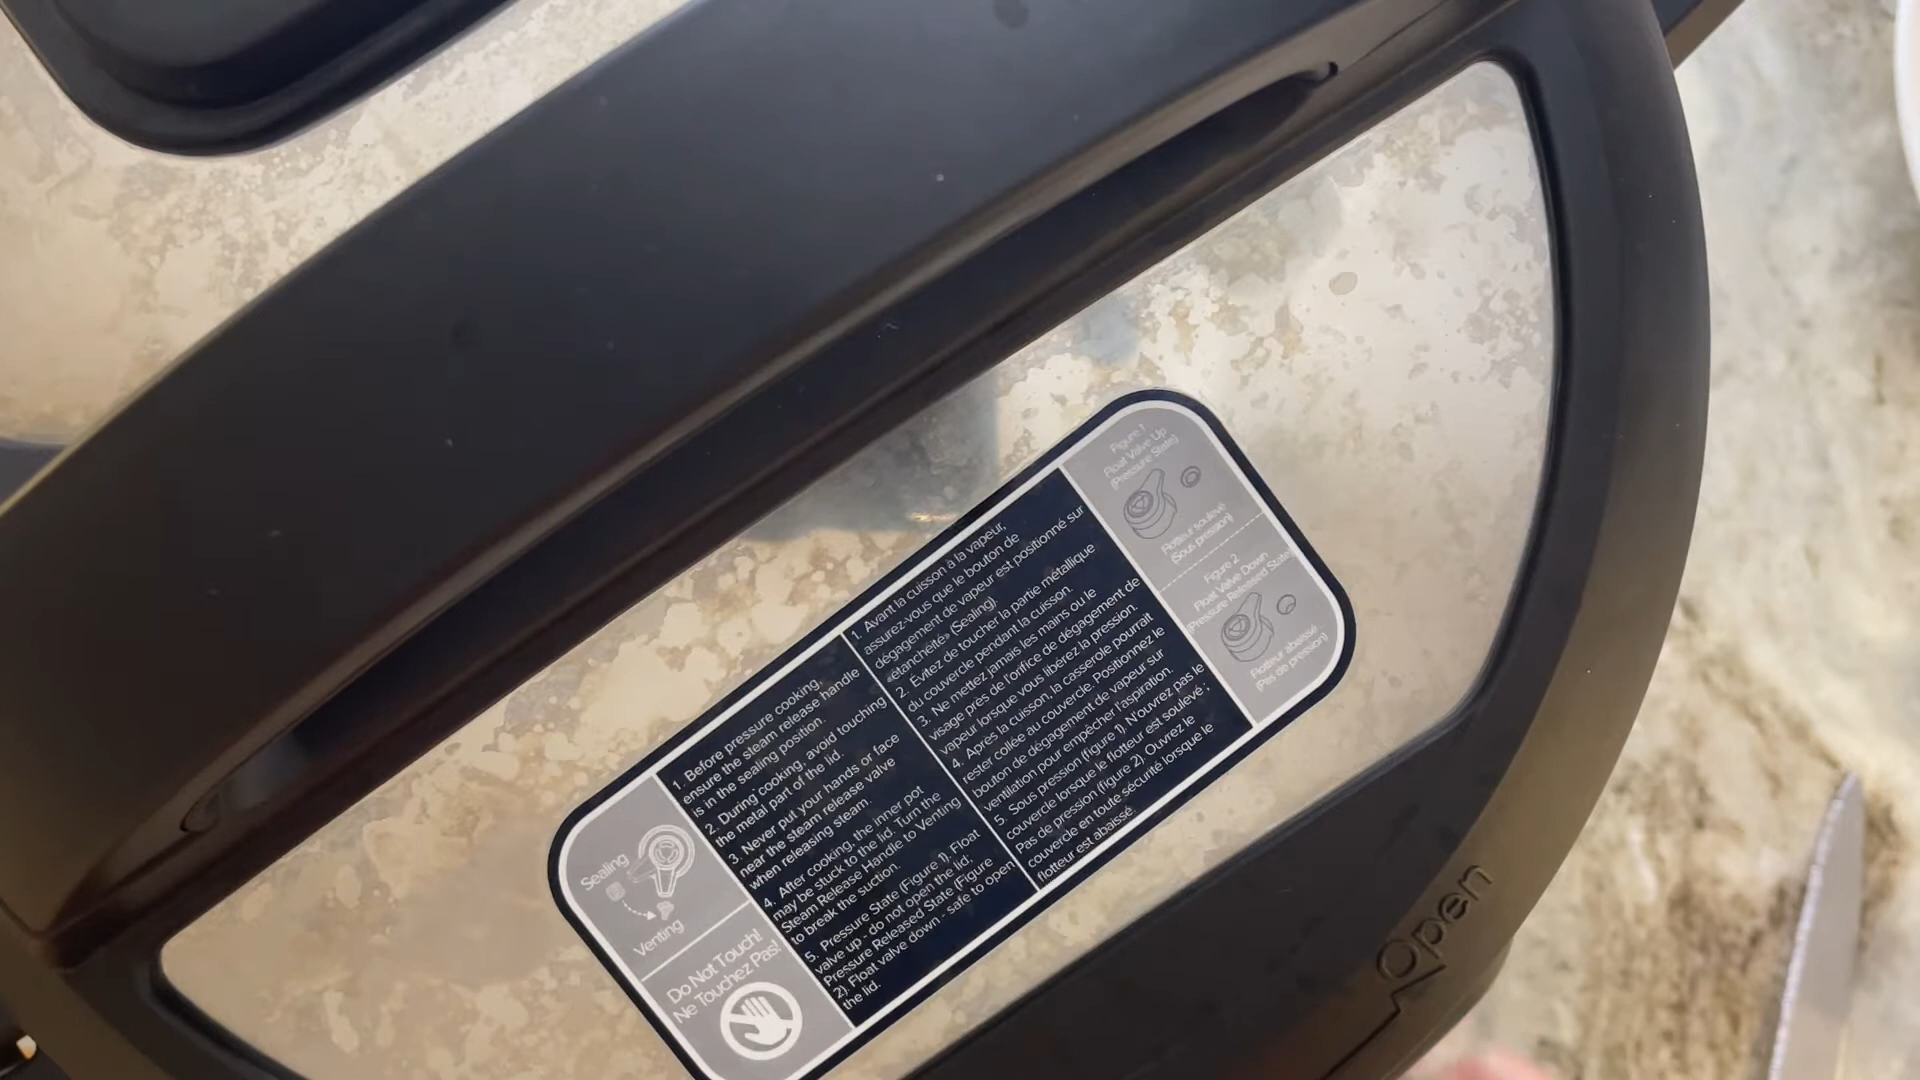 Sealing
Venting
Do Not Touch!
Ne Touchez Pas!
1. Before pressure cooking,
ensure the steam release handle
is in the sealing position.
2. During cooking, avoid touching
the metal part of the lid.
3. Never put your hands or face
near the steam release valve
when releasing steam.
4. After cooking, the inner pot
may be stuck to the lid. Turn the
Steam Release Handle to Venting
to break the suction.
5. Pressure State (Figure 1). Float
valve up - do not open the lid;
Pressure Released State (Figure
2). Float valve down - safe to open
the lid.
1. Avant la cuisson à la vapeur,
assurez-vous que le bouton de
dégagement de vapeur est positionné sur
«étanchéité» (Sealing).
2. Evitez de toucher la partie métallique
du couvercle pendant la cuisson.
3. Ne mettez jamais les mains ou le
visage près de l'orifice de dégagement de
vapeur lorsque vous libérez la pression.
4. Après la cuisson, la casserole pourrait
rester collée au couvercle. Positionnez le
bouton de dégagement de vapeur sur
ventilation pour empêcher l'aspiration.
5. Sous pression (figure 1). N'ouvrez pas le
couvercle lorsque le flotteur est soulevé ;
Pas de pression (figure 2). Ouvrez le
couvercle en toute sécurité lorsque le
flotteur est abaissé.
Figure 1
Float Valve Up
(Pressure State)
Flotteur soulevé
(Sous pression)
Figure 2
Float Valve Down
(Pressure Released State)
Flotteur abaissé
(Pas de pression)
Open